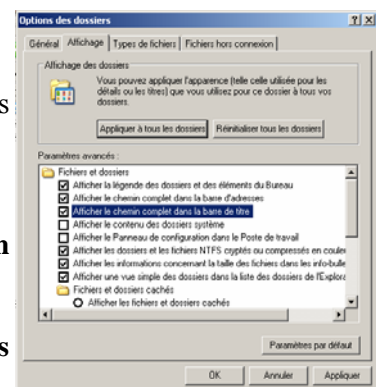 Options des dossiers
Général Affichage Types de fichiers Fichiers hors connexion
Affichage des dossiers
Vous pouvez appliquer l'apparence (telle celle utilisée pour les
détails ou les titres) que vous utilisez pour ce dossier à tous vos
dossiers.
s
Appliquer à tous les dossiers Réinitialiser tous les dossiers
Paramètres avancés :
Fichiers et dossiers
Afficher la légende des dossiers et des éléments du Bureau
Afficher le chemin complet dans la barre d'adresses
Afficher le chemin complet dans la barre de titre
Afficher le contenu des dossiers système
Afficher le Panneau de configuration dans le Poste de travail
Afficher les dossiers et les fichiers NTFS cryptés ou compressés en couleur
Afficher les informations concernant la taille des fichiers dans les info-bulle
Afficher une vue simple des dossiers dans la liste des dossiers de l'Explora
Fichiers et dossiers cachés
Afficher les fichiers et dossiers cachés
s
Paramètres par défaut
OK Annuler Appliquer